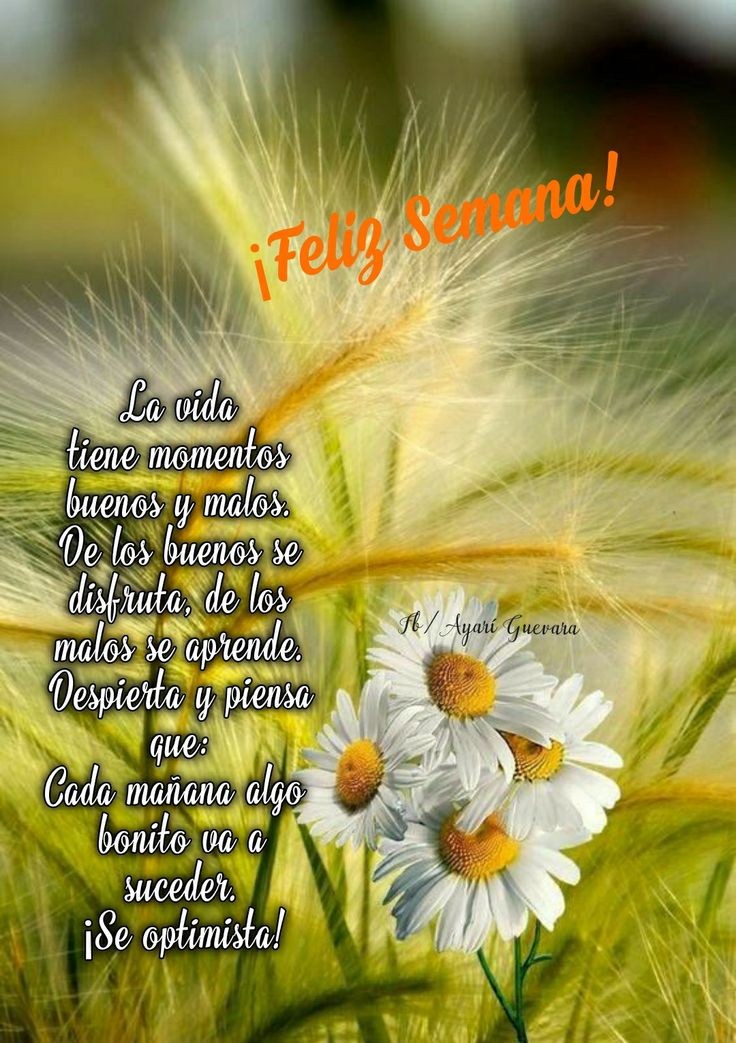 ¡Feliz Semana!
La vida
tiene momentos
buenos y malos.
De los buenos se
disfruta, de los
malos se aprende.
Despierta y piensa
que:
Cada mañana algo
bonito va a
suceder.
¡Se optimista!
Fb/ Ayarí Guevara